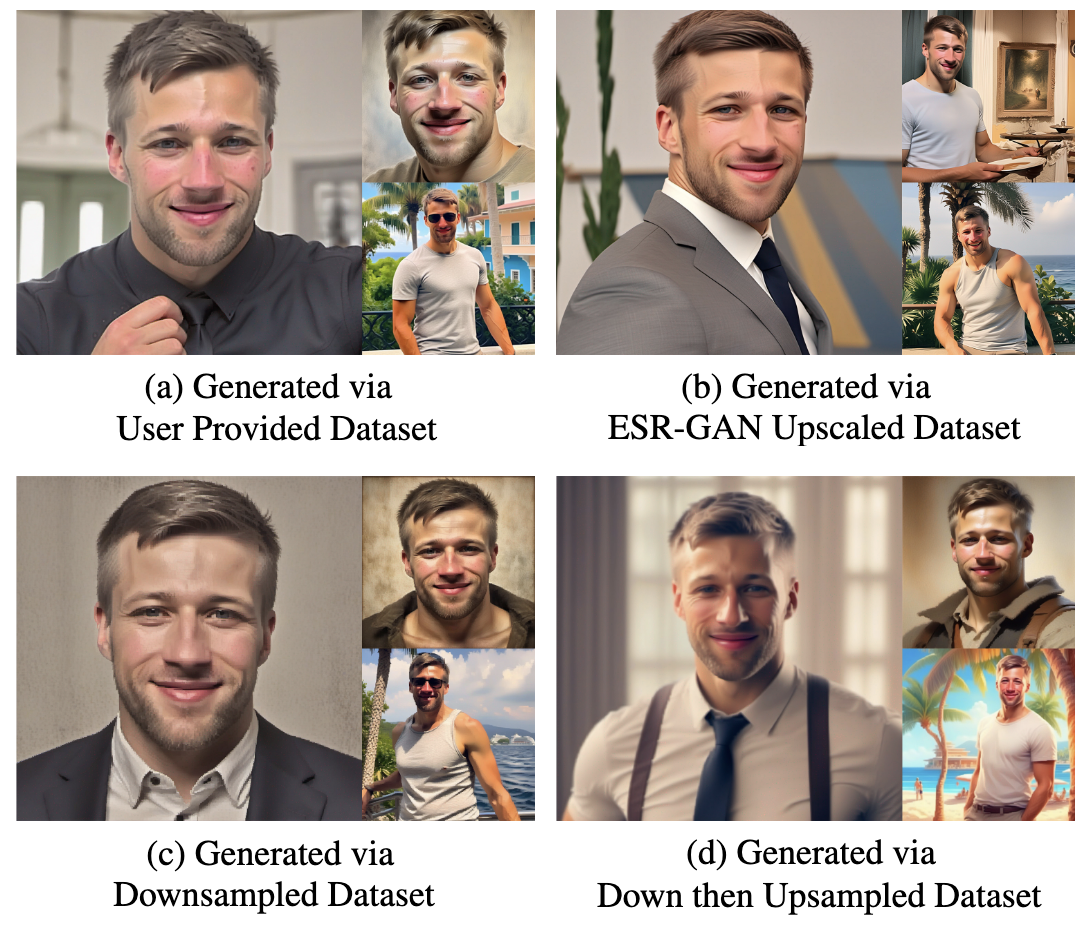 (a) Generated via
User Provided Dataset
(b) Generated via
ESR-GAN Upscaled Dataset
(c) Generated via
Downsampled Dataset
(d) Generated via
Down then Upsampled Dataset